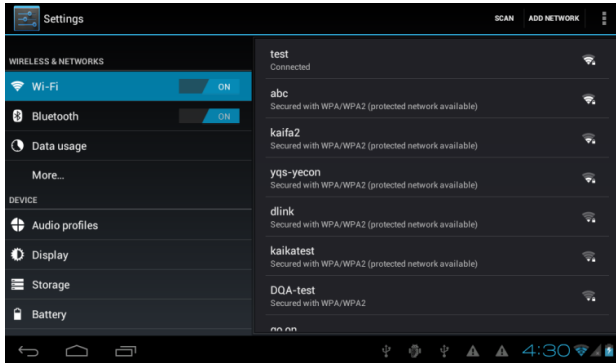 Settings
SCAN ADD NETWORK
WIRELESS & NETWORKS
Wi-Fi ON
Bluetooth ON
Data usage
More...
DEVICE
Audio profiles
Display
Storage
Battery
test
Connected
abc
Secured with WPA/WPA2 (protected network available)
kaifa2
Secured with WPA/WPA2 (protected network available)
yqs-yecon
Secured with WPA/WPA2 (protected network available)
dlink
Secured with WPA/WPA2 (protected network available)
kaikatest
Secured with WPA/WPA2 (protected network available)
DQA-test
Secured with WPA/WPA2
4:30